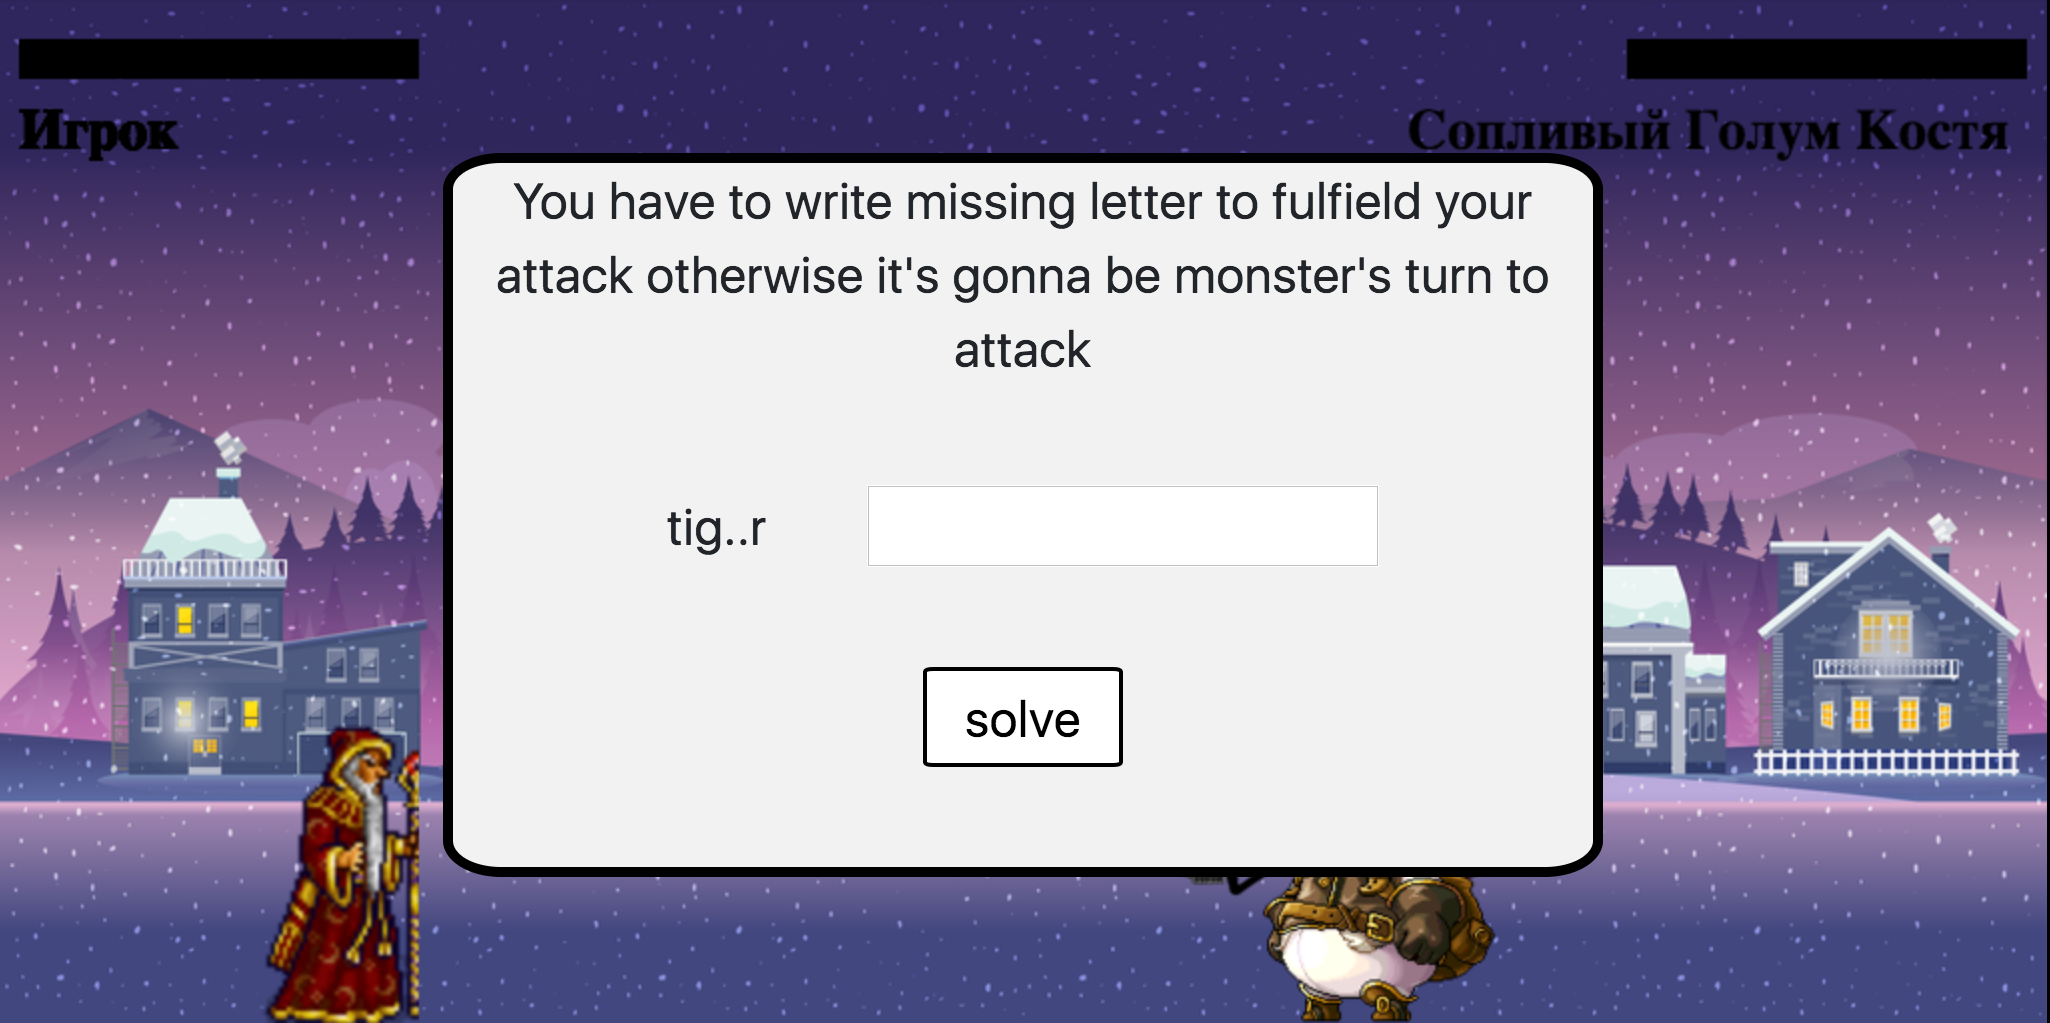 Игрок
Сопливый Голум Костя
You have to write missing letter to fulfield your
attack otherwise it's gonna be monster's turn to
attack
tig..r
solve